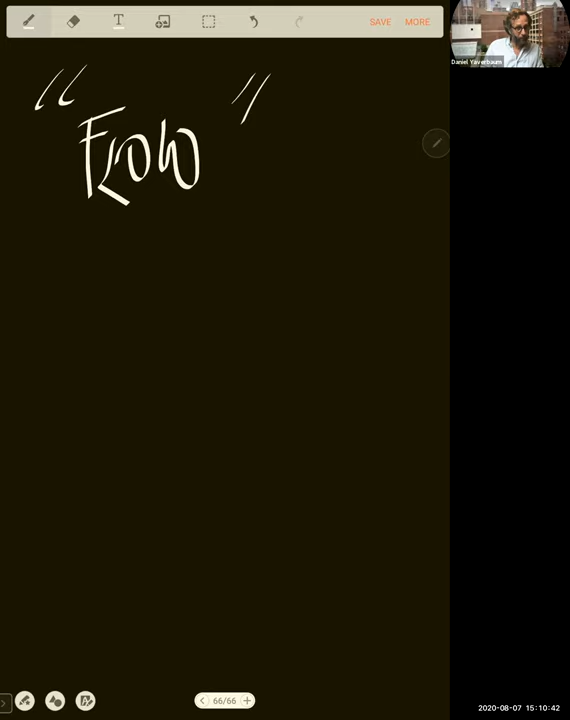 T SAVE MORE
Daniel Yaverbaum
"FLOW"
66/66
2020-08-07 15:10:42